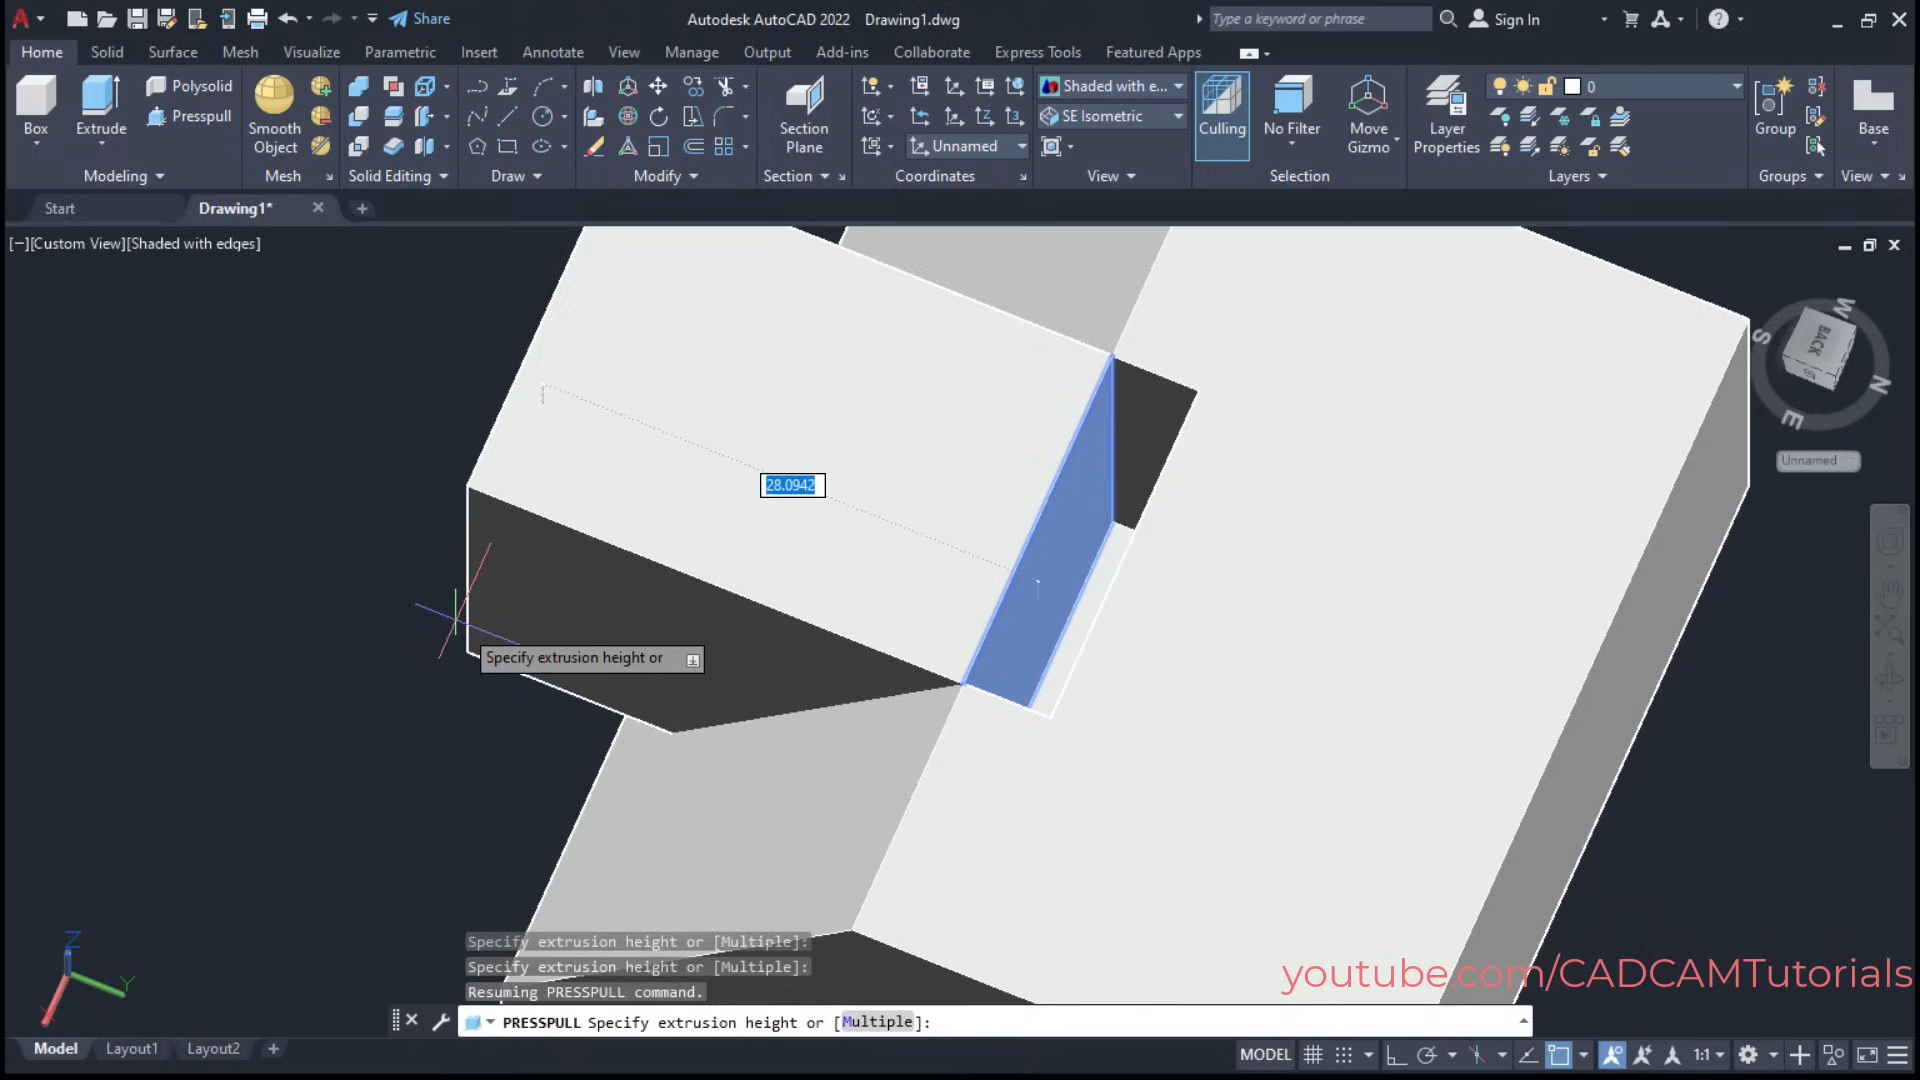 Share
Autodesk AutoCAD 2022 Drawing1.dwg
Type a keyword or phrase
Sign In
Home Solid Surface Mesh Visualize Parametric Insert Annotate View Manage Output Add-ins Collaborate Express Tools Featured Apps
Box
Extrude
Polysolid
Presspull
Smooth
Object
Section
Plane
Unnamed
Shaded with e...
SE Isometric
Culling
No Filter
Move
Gizmo
Layer
Properties
0
Group
Base
Modeling Mesh Solid Editing Draw Modify Section Coordinates View Selection Layers Groups View
Start Drawing1*
[−][Custom View][Shaded with edges]
W
S
BACK
N
E
Unnamed
28.0942
Specify extrusion height or
Z
Y
Specify extrusion height or [Multiple]:
Specify extrusion height or [Multiple]:
Resuming PRESSPULL command.
youtube.com/CADCAMTutorials
PRESSPULL Specify extrusion height or [Multiple]:
Model Layout1 Layout2
MODEL 1:1